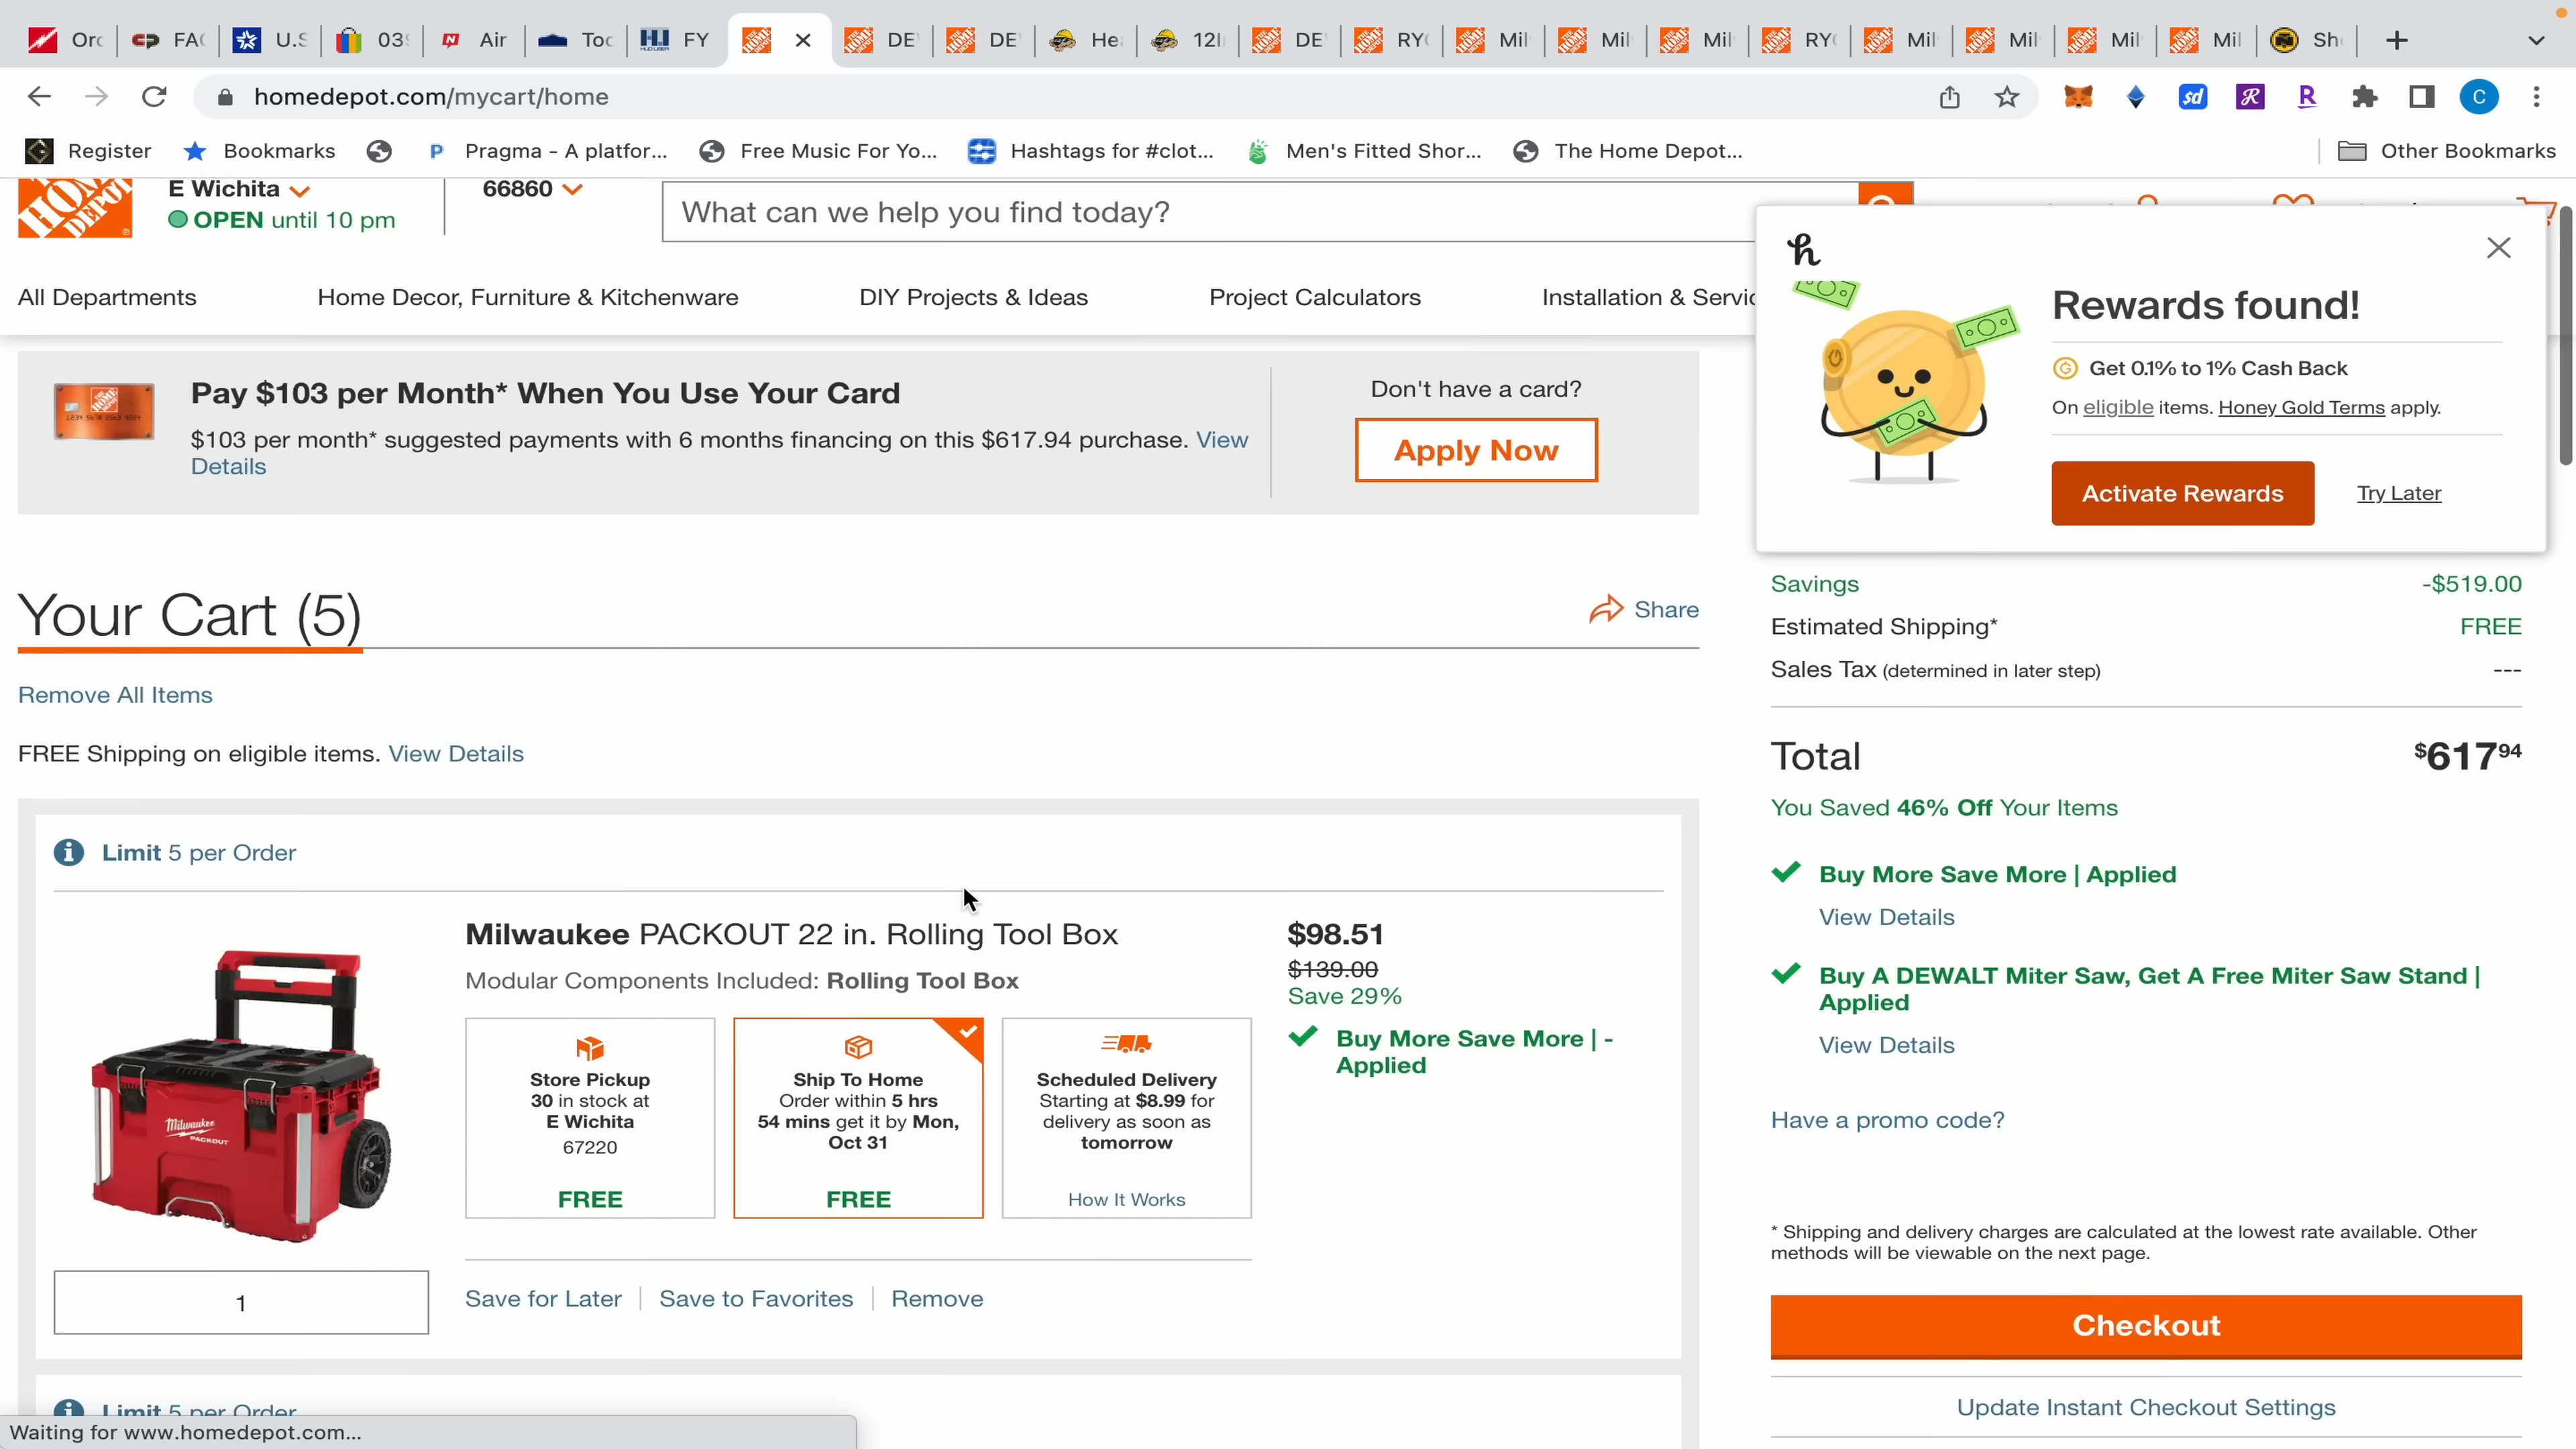 Orc
FAC
U.S
03
Air
Toc
FY
DE
DE
He
12I
DE
RY
Mil
Mil
Mil
RY
Mil
Mil
Mil
Mil
Sh
homedepot.com/mycart/home
Register
Bookmarks
Pragma - A platfor...
Free Music For Yo...
Hashtags for #clot...
Men's Fitted Shor...
The Home Depot...
Other Bookmarks
E Wichita
OPEN until 10 pm
66860
What can we help you find today?
All Departments
Home Decor, Furniture & Kitchenware
DIY Projects & Ideas
Project Calculators
Installation & Servic
Rewards found!
Get 0.1% to 1% Cash Back
On eligible items. Honey Gold Terms apply.
Activate Rewards
Try Later
Pay $103 per Month* When You Use Your Card
$103 per month* suggested payments with 6 months financing on this $617.94 purchase. View
Details
Don't have a card?
Apply Now
Your Cart (5)
Share
Remove All Items
FREE Shipping on eligible items. View Details
Limit 5 per Order
Milwaukee PACKOUT 22 in. Rolling Tool Box
Modular Components Included: Rolling Tool Box
Store Pickup
30 in stock at
E Wichita
67220
FREE
Ship To Home
Order within 5 hrs
54 mins get it by Mon,
Oct 31
FREE
Scheduled Delivery
Starting at $8.99 for
delivery as soon as
tomorrow
How It Works
$98.51
$139.00
Save 29%
Buy More Save More | -
Applied
Milwaukee
PACKOUT
1
Save for Later
Save to Favorites
Remove
Limit 5 per Order
Waiting for www.homedepot.com...
Savings -$519.00
Estimated Shipping* FREE
Sales Tax (determined in later step) ---
Total $617.94
You Saved 46% Off Your Items
Buy More Save More | Applied
View Details
Buy A DEWALT Miter Saw, Get A Free Miter Saw Stand |
Applied
View Details
Have a promo code?
* Shipping and delivery charges are calculated at the lowest rate available. Other
methods will be viewable on the next page.
Checkout
Update Instant Checkout Settings